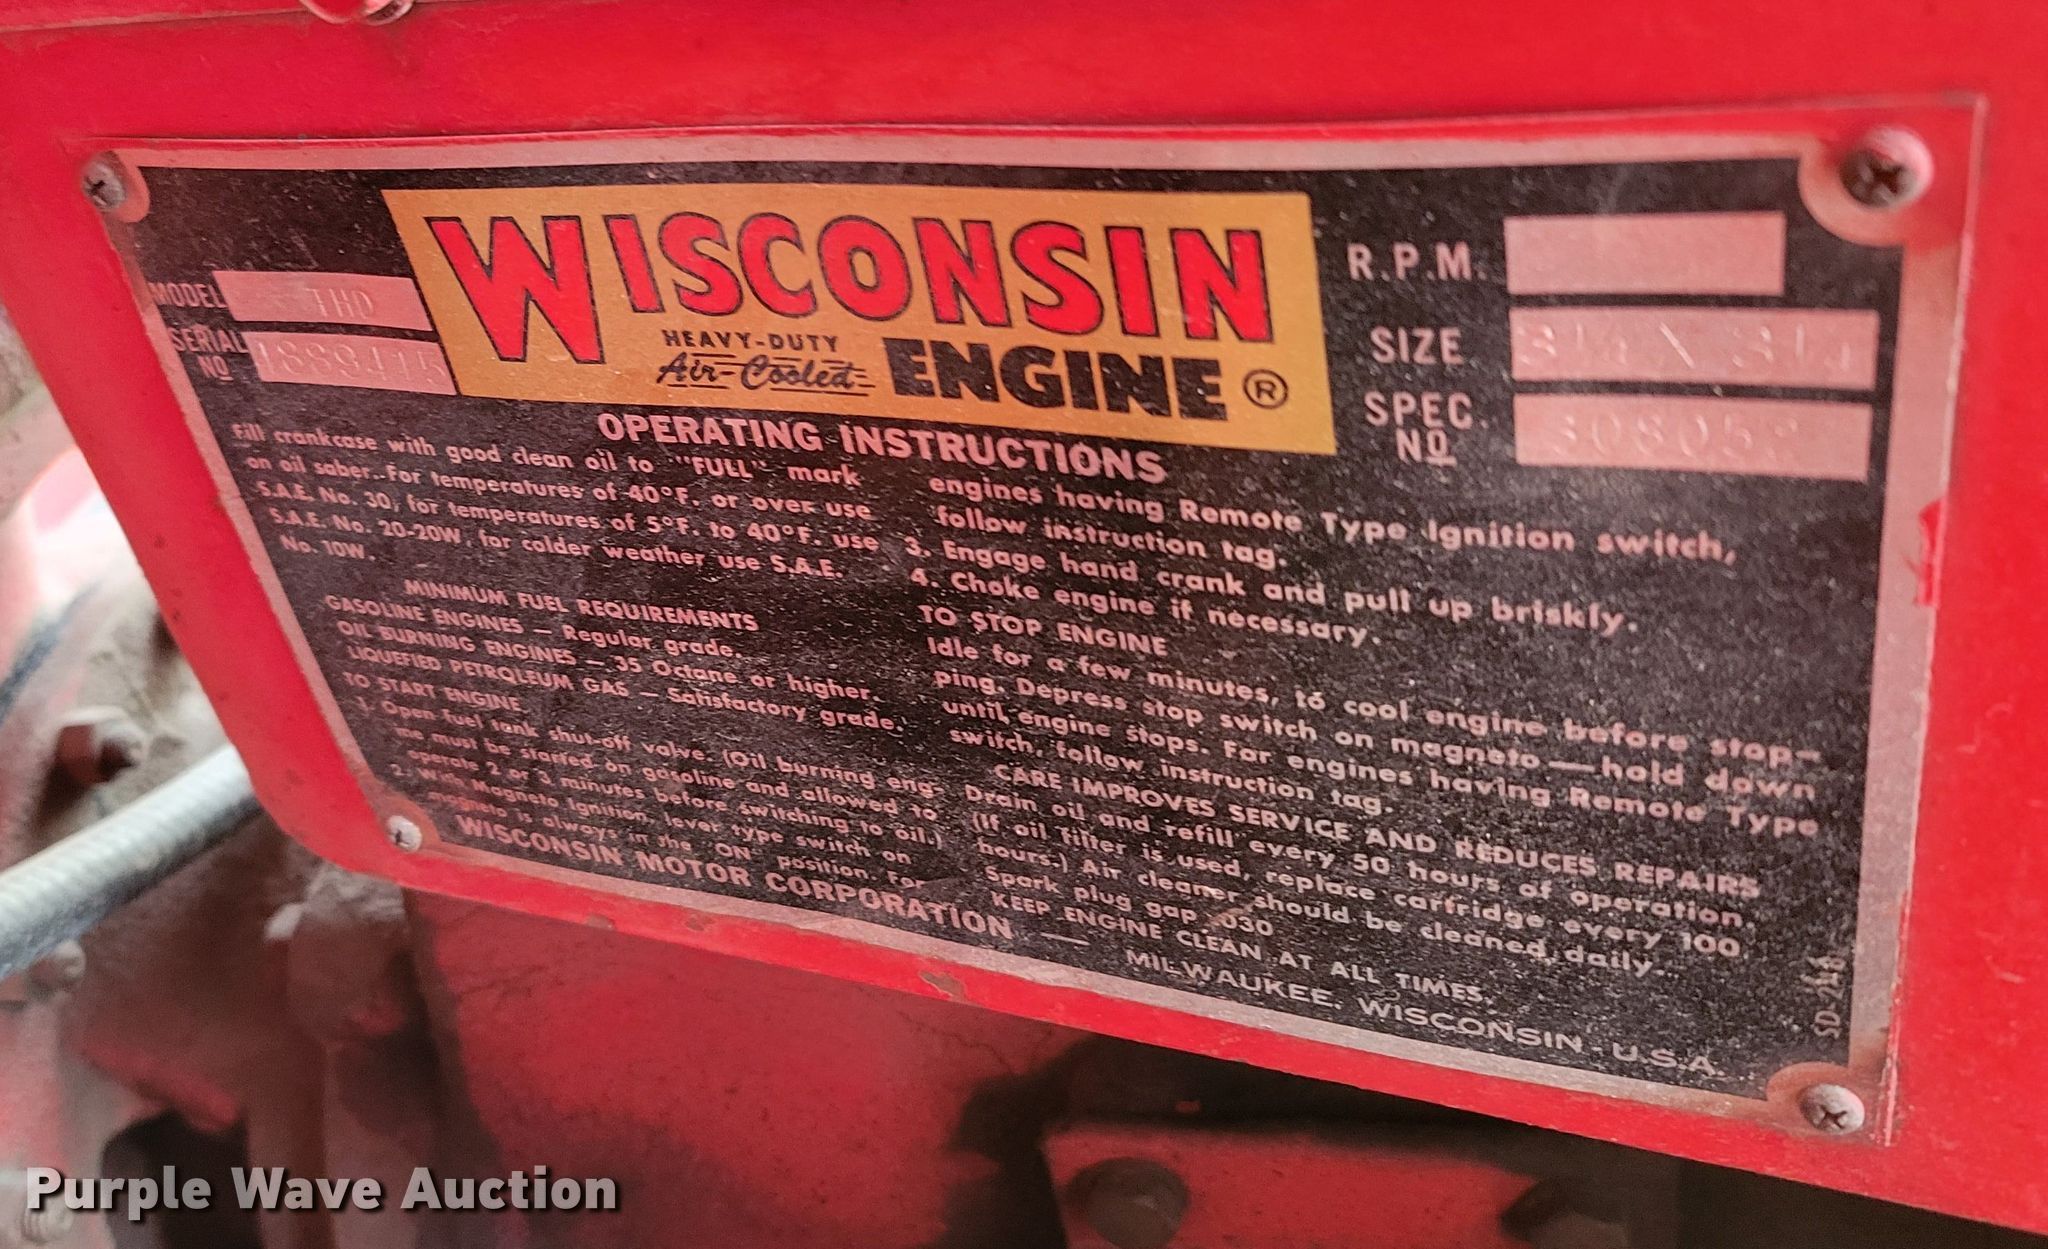 MODEL THD
SERIAL NO 1889415
WISCONSIN
HEAVY-DUTY
Air-Cooled
ENGINE ®
R.P.M.
SIZE 3¼ X 3¼
SPEC. NO 308052
OPERATING INSTRUCTIONS
Fill crankcase with good clean oil to "FULL" mark
on oil saber. For temperatures of 40°F. or over use
S.A.E. No. 30, for temperatures of 5°F. to 40°F. use
S.A.E. No. 20-20W, for colder weather use S.A.E.
No. 10W.
MINIMUM FUEL REQUIREMENTS
GASOLINE ENGINES — Regular grade.
OIL BURNING ENGINES — 35 Octane or higher.
LIQUEFIED PETROLEUM GAS — Satisfactory grade.
TO START ENGINE
1. Open fuel tank shut-off valve. (Oil burning eng-
ine must be started on gasoline and allowed to
operate 2 or 3 minutes before switching to oil.)
2. With Magneto Ignition, lever type switch on
magneto is always in the "ON" position. For
engines having Remote Type Ignition switch,
follow instruction tag.
3. Engage hand crank and pull up briskly.
4. Choke engine if necessary.
TO STOP ENGINE
Idle for a few minutes, to cool engine before stop-
ping. Depress stop switch on magneto — hold down
until engine stops. For engines having Remote Type
switch, follow instruction tag.
CARE IMPROVES SERVICE AND REDUCES REPAIRS
Drain oil and refill every 50 hours of operation.
(If oil filter is used, replace cartridge every 100
hours.) Air cleaner should be cleaned daily.
Spark plug gap .030
KEEP ENGINE CLEAN AT ALL TIMES.
WISCONSIN MOTOR CORPORATION — MILWAUKEE, WISCONSIN - U.S.A.
Purple Wave Auction